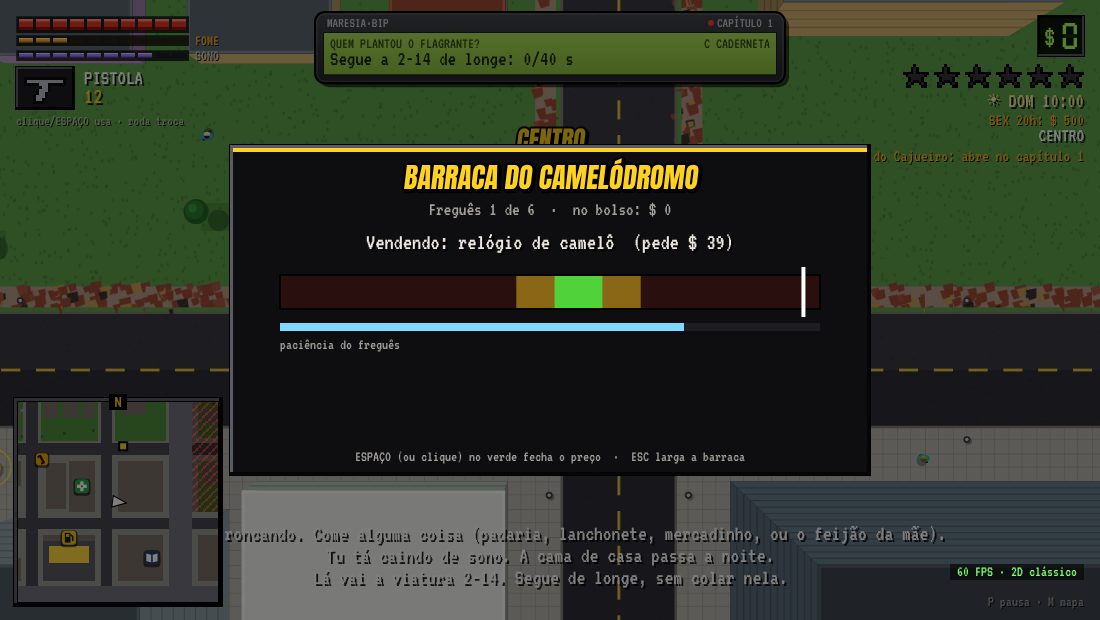 MARESIA·BIP
CAPÍTULO 1
QUEM PLANTOU O FLAGRANTE?
C CADERNETA
Segue a 2-14 de longe: 0/40 s
FOME
SONO
PISTOLA
12
clique/ESPAÇO usa · roda troca
$ 0
DOM 10:00
SEX 20h: $ 500
CENTRO
do Cajueiro: abre no capítulo 1
CENTRO
BARRACA DO CAMELÓDROMO
Freguês 1 de 6 · no bolso: $ 0
Vendendo: relógio de camelô (pede $ 39)
paciência do freguês
ESPAÇO (ou clique) no verde fecha o preço · ESC larga a barraca
N
roncando. Come alguma coisa (padaria, lanchonete, mercadinho, ou o feijão da mãe).
Tu tá caindo de sono. A cama de casa passa a noite.
Lá vai a viatura 2-14. Segue de longe, sem colar nela.
60 FPS · 2D clássico
P pausa · M mapa